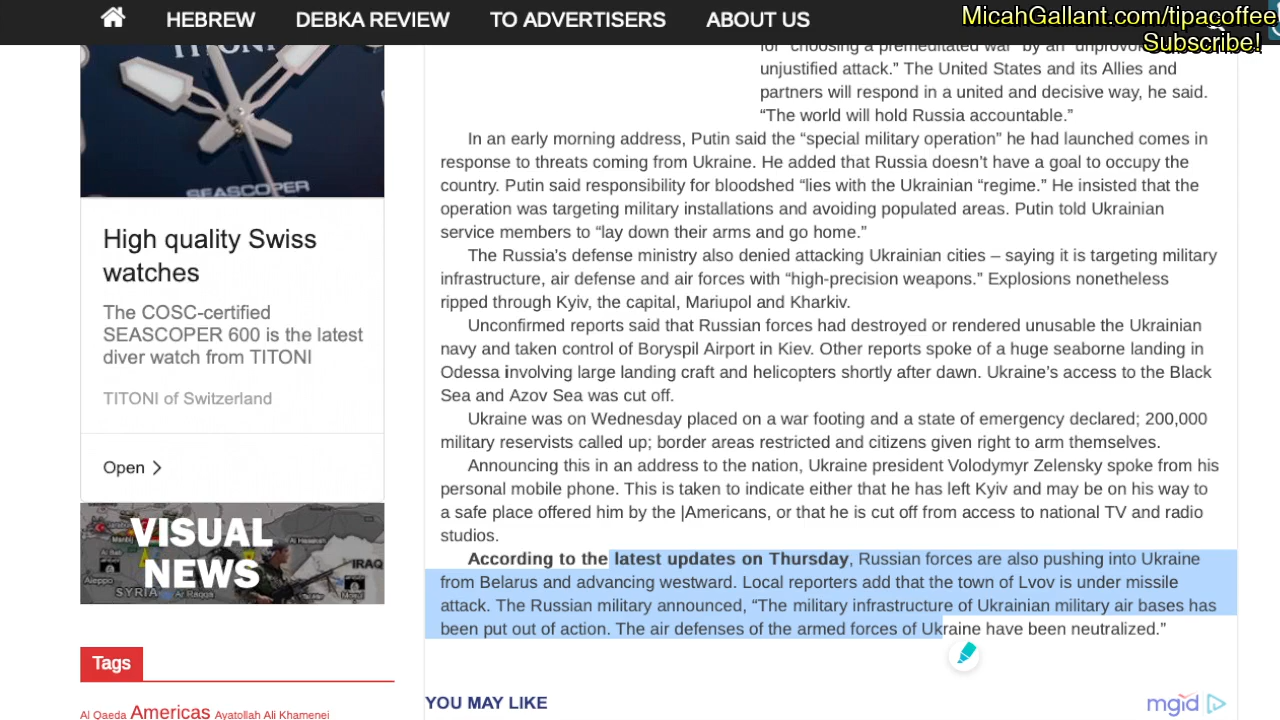 HEBREW DEBKA REVIEW TO ADVERTISERS ABOUT US
MicahGallant.com/tipacoffee
Subscribe!
TITONI
SEASCOPER
High quality Swiss
watches
The COSC-certified
SEASCOPER 600 is the latest
diver watch from TITONI
TITONI of Switzerland
Open >
VISUAL
NEWS
Aleppo
SYRIA
IRAQ
Mosul
Tags
Al Qaeda Americas Ayatollah Ali Khamenei
for “choosing a premeditated war” by an
unjustified attack.” The United States and its Allies and
partners will respond in a united and decisive way, he said.
“The world will hold Russia accountable.”
In an early morning address, Putin said the “special military operation” he had launched comes in
response to threats coming from Ukraine. He added that Russia doesn’t have a goal to occupy the
country. Putin said responsibility for bloodshed “lies with the Ukrainian “regime.” He insisted that the
operation was targeting military installations and avoiding populated areas. Putin told Ukrainian
service members to “lay down their arms and go home.”
The Russia’s defense ministry also denied attacking Ukrainian cities – saying it is targeting military
infrastructure, air defense and air forces with “high-precision weapons.” Explosions nonetheless
ripped through Kyiv, the capital, Mariupol and Kharkiv.
Unconfirmed reports said that Russian forces had destroyed or rendered unusable the Ukrainian
navy and taken control of Boryspil Airport in Kiev. Other reports spoke of a huge seaborne landing in
Odessa involving large landing craft and helicopters shortly after dawn. Ukraine’s access to the Black
Sea and Azov Sea was cut off.
Ukraine was on Wednesday placed on a war footing and a state of emergency declared; 200,000
military reservists called up; border areas restricted and citizens given right to arm themselves.
Announcing this in an address to the nation, Ukraine president Volodymyr Zelensky spoke from his
personal mobile phone. This is taken to indicate either that he has left Kyiv and may be on his way to
a safe place offered him by the |Americans, or that he is cut off from access to national TV and radio
studios.
According to the latest updates on Thursday, Russian forces are also pushing into Ukraine
from Belarus and advancing westward. Local reporters add that the town of Lvov is under missile
attack. The Russian military announced, “The military infrastructure of Ukrainian military air bases has
been put out of action. The air defenses of the armed forces of Ukraine have been neutralized.”
YOU MAY LIKE
mgid